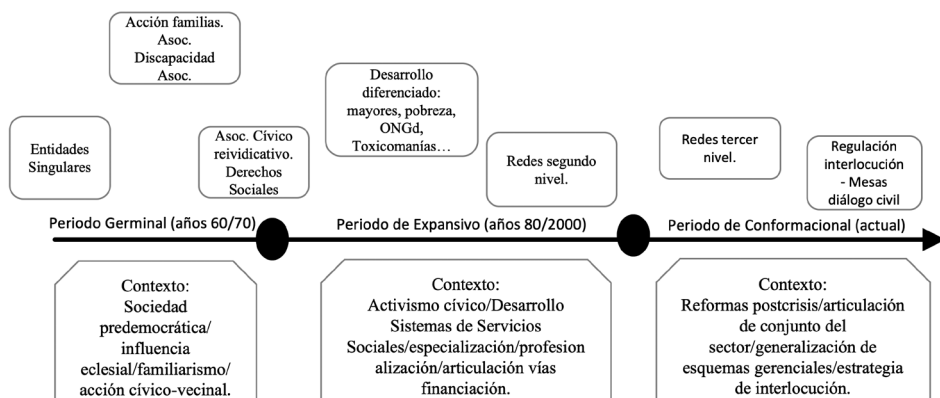 Acción familias.
Asoc.
Discapacidad
Asoc.
Entidades
Singulares
Asoc. Cívico
reividicativo.
Derechos
Sociales
Desarrollo
diferenciado:
mayores, pobreza,
ONGd,
Toxicomanías…
Redes segundo
nivel.
Redes tercer
nivel.
Regulación
interlocución
- Mesas
diálogo civil
Periodo Germinal (años 60/70)
Periodo de Expansivo (años 80/2000)
Periodo de Conformacional (actual)
Contexto:
Sociedad
predemocrática/
influencia
eclesial/familiarismo/
acción cívico-vecinal.
Contexto:
Activismo cívico/Desarrollo
Sistemas de Servicios
Sociales/especialización/profesion
alización/articulación vías
financiación.
Contexto:
Reformas postcrisis/articulación
de conjunto del
sector/generalización de
esquemas gerenciales/estrategia
de interlocución.